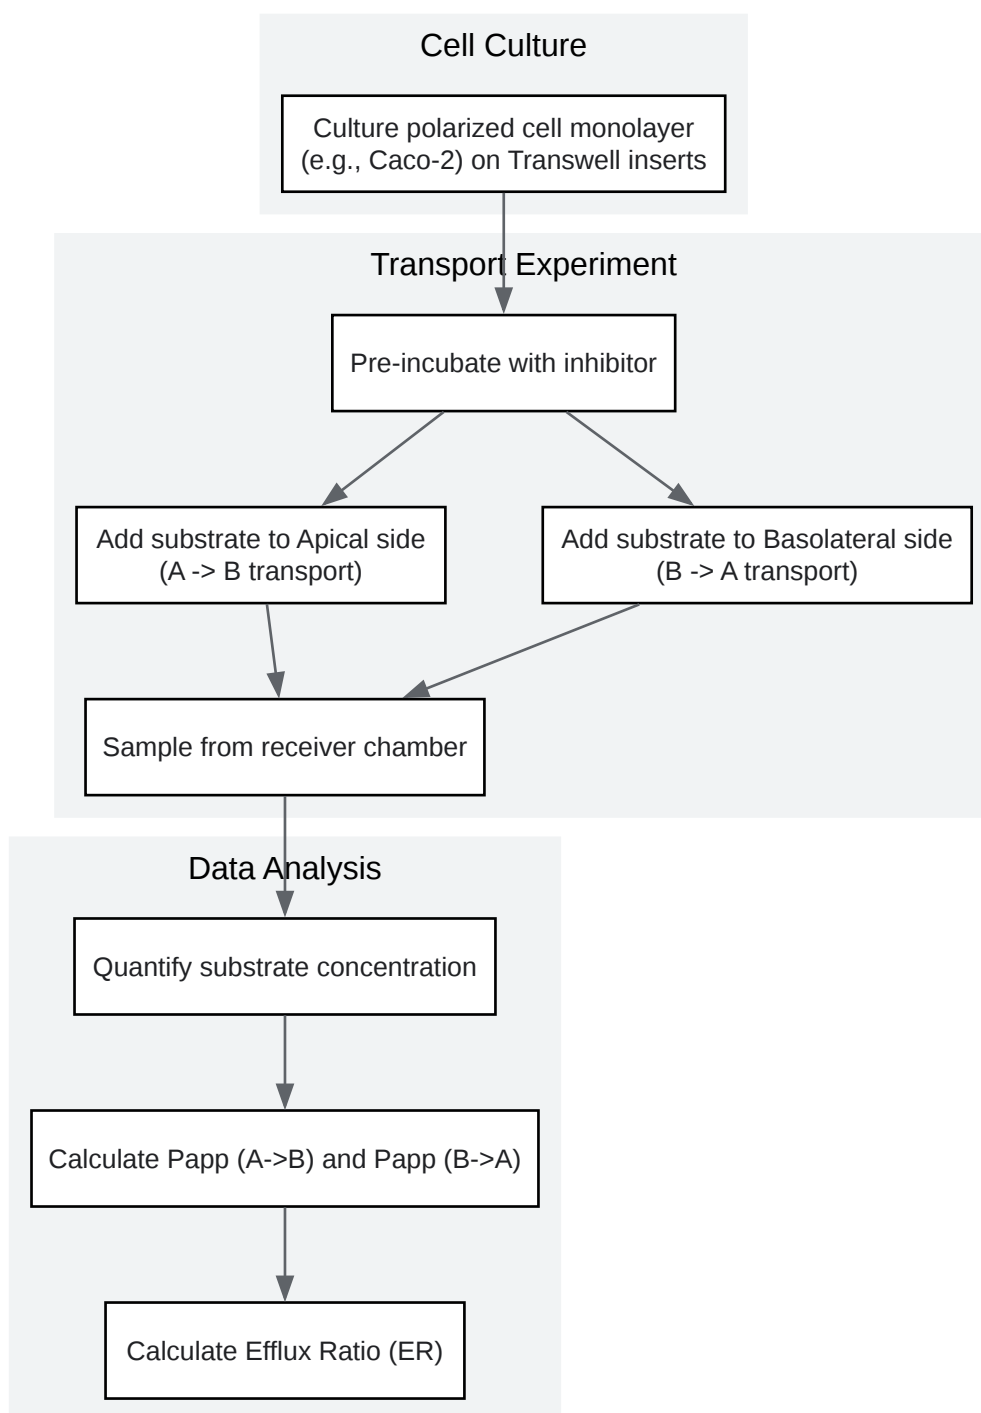 Cell Culture
Culture polarized cell monolayer
(e.g., Caco-2) on Transwell inserts
Transport Experiment
Pre-incubate with inhibitor
Add substrate to Apical side
(A -> B transport)
Add substrate to Basolateral side
(B -> A transport)
Sample from receiver chamber
Data Analysis
Quantify substrate concentration
Calculate Papp (A->B) and Papp (B->A)
Calculate Efflux Ratio (ER)